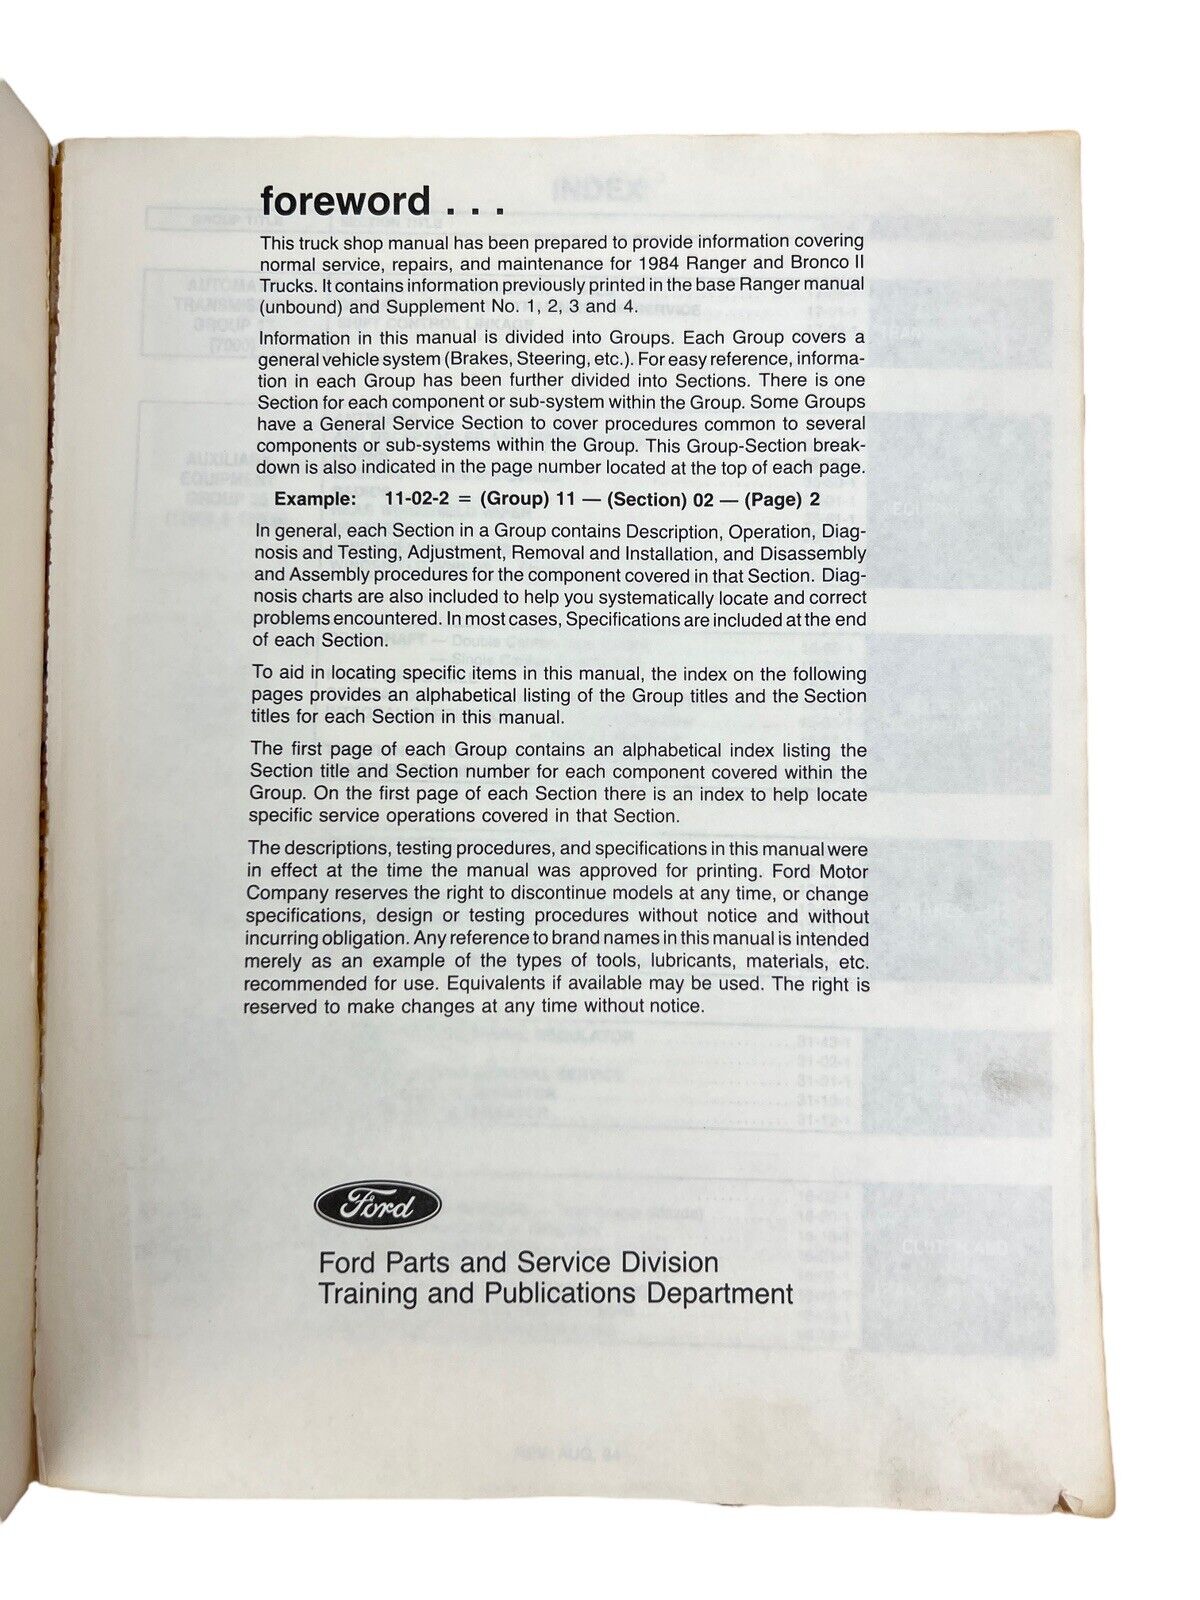 foreword . . .
This truck shop manual has been prepared to provide information covering
normal service, repairs, and maintenance for 1984 Ranger and Bronco II
Trucks. It contains information previously printed in the base Ranger manual
(unbound) and Supplement No. 1, 2, 3 and 4.
Information in this manual is divided into Groups. Each Group covers a
general vehicle system (Brakes, Steering, etc.). For easy reference, informa-
tion in each Group has been further divided into Sections. There is one
Section for each component or sub-system within the Group. Some Groups
have a General Service Section to cover procedures common to several
components or sub-systems within the Group. This Group-Section break-
down is also indicated in the page number located at the top of each page.
Example: 11-02-2 = (Group) 11 — (Section) 02 — (Page) 2
In general, each Section in a Group contains Description, Operation, Diag-
nosis and Testing, Adjustment, Removal and Installation, and Disassembly
and Assembly procedures for the component covered in that Section. Diag-
nosis charts are also included to help you systematically locate and correct
problems encountered. In most cases, Specifications are included at the end
of each Section.
To aid in locating specific items in this manual, the index on the following
pages provides an alphabetical listing of the Group titles and the Section
titles for each Section in this manual.
The first page of each Group contains an alphabetical index listing the
Section title and Section number for each component covered within the
Group. On the first page of each Section there is an index to help locate
specific service operations covered in that Section.
The descriptions, testing procedures, and specifications in this manual were
in effect at the time the manual was approved for printing. Ford Motor
Company reserves the right to discontinue models at any time, or change
specifications, design or testing procedures without notice and without
incurring obligation. Any reference to brand names in this manual is intended
merely as an example of the types of tools, lubricants, materials, etc.
recommended for use. Equivalents if available may be used. The right is
reserved to make changes at any time without notice.
Ford
Ford Parts and Service Division
Training and Publications Department